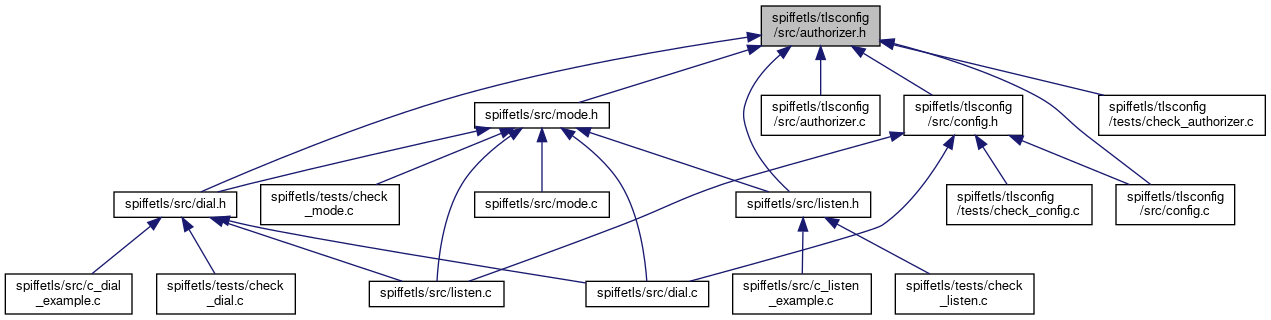 spiffetls/tlsconfig
/src/authorizer.h
spiffetls/src/mode.h
spiffetls/tlsconfig
/src/authorizer.c
spiffetls/tlsconfig
/src/config.h
spiffetls/tlsconfig
/tests/check_authorizer.c
spiffetls/src/dial.h
spiffetls/tests/check
_mode.c
spiffetls/src/mode.c
spiffetls/src/listen.h
spiffetls/tlsconfig
/tests/check_config.c
spiffetls/tlsconfig
/src/config.c
spiffetls/src/c_dial
_example.c
spiffetls/tests/check
_dial.c
spiffetls/src/listen.c
spiffetls/src/dial.c
spiffetls/src/c_listen
_example.c
spiffetls/tests/check
_listen.c